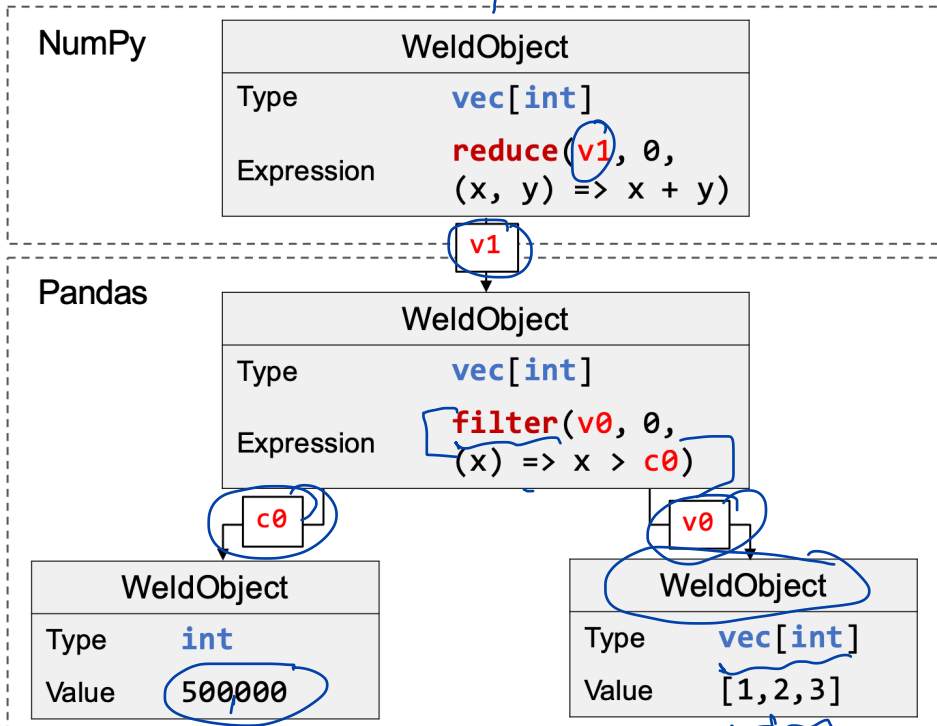 NumPy
WeldObject
Type vec[int]
Expression reduce(v1, 0,
(x, y) => x + y)
v1
Pandas
WeldObject
Type vec[int]
Expression filter(v0, 0,
(x) => x > c0)
c0
v0
WeldObject
Type int
Value 500000
WeldObject
Type vec[int]
Value [1,2,3]